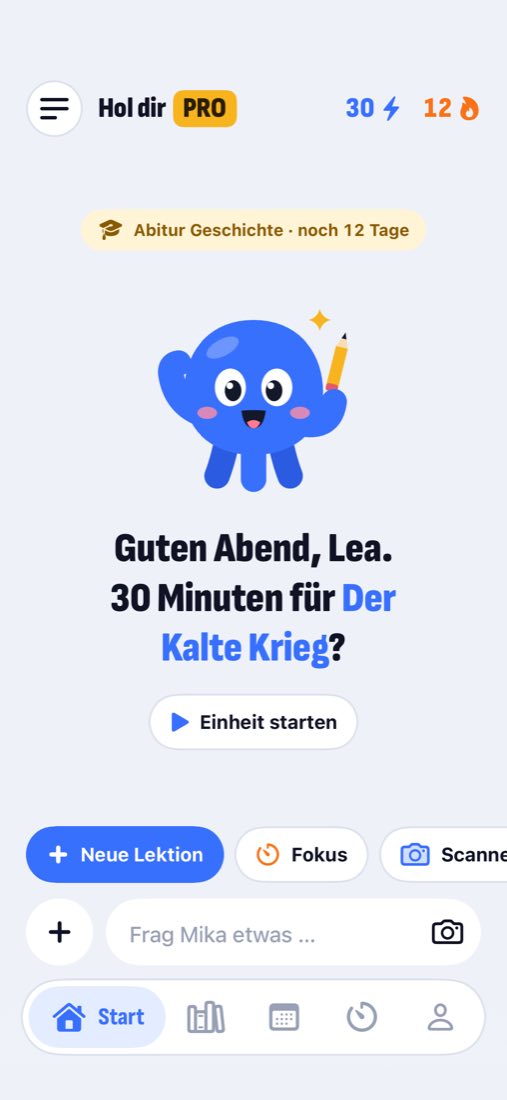 Hol dir PRO
30 12
Abitur Geschichte · noch 12 Tage
Guten Abend, Lea.
30 Minuten für Der
Kalte Krieg?
Einheit starten
Neue Lektion Fokus Scanne
Frag Mika etwas ...
Start